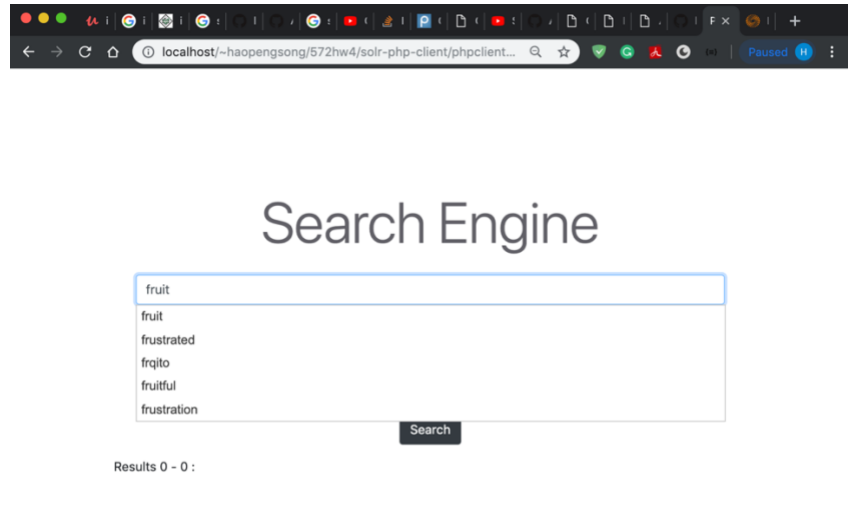 localhost/~haopengsong/572hw4/solr-php-client/phpclient...
Paused H
Search Engine
fruit
fruit
frustrated
frqito
fruitful
frustration
Search
Results 0 - 0 :